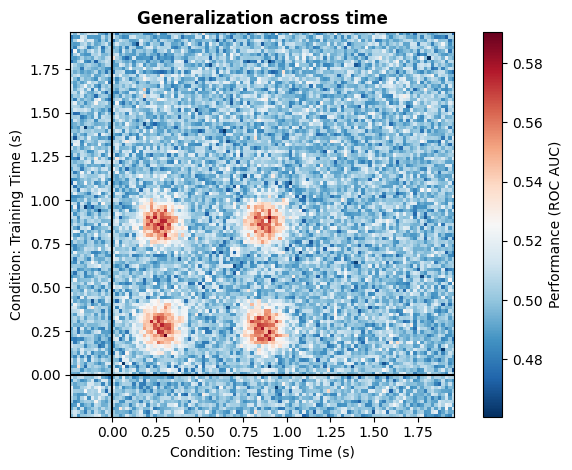 Generalization across time
Condition: Training Time (s)
1.75
1.50
1.25
1.00
0.75
0.50
0.25
0.00
0.00 0.25 0.50 0.75 1.00 1.25 1.50 1.75
Condition: Testing Time (s)
0.58
0.56
0.54
0.52
0.50
0.48
Performance (ROC AUC)